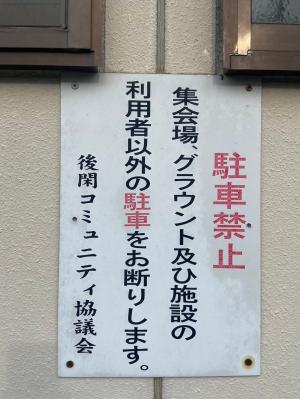 駐車禁止
集会場、グラウント及ひ施設の
利用者以外の駐車をお断りします。
後閑コミュニティ協議会